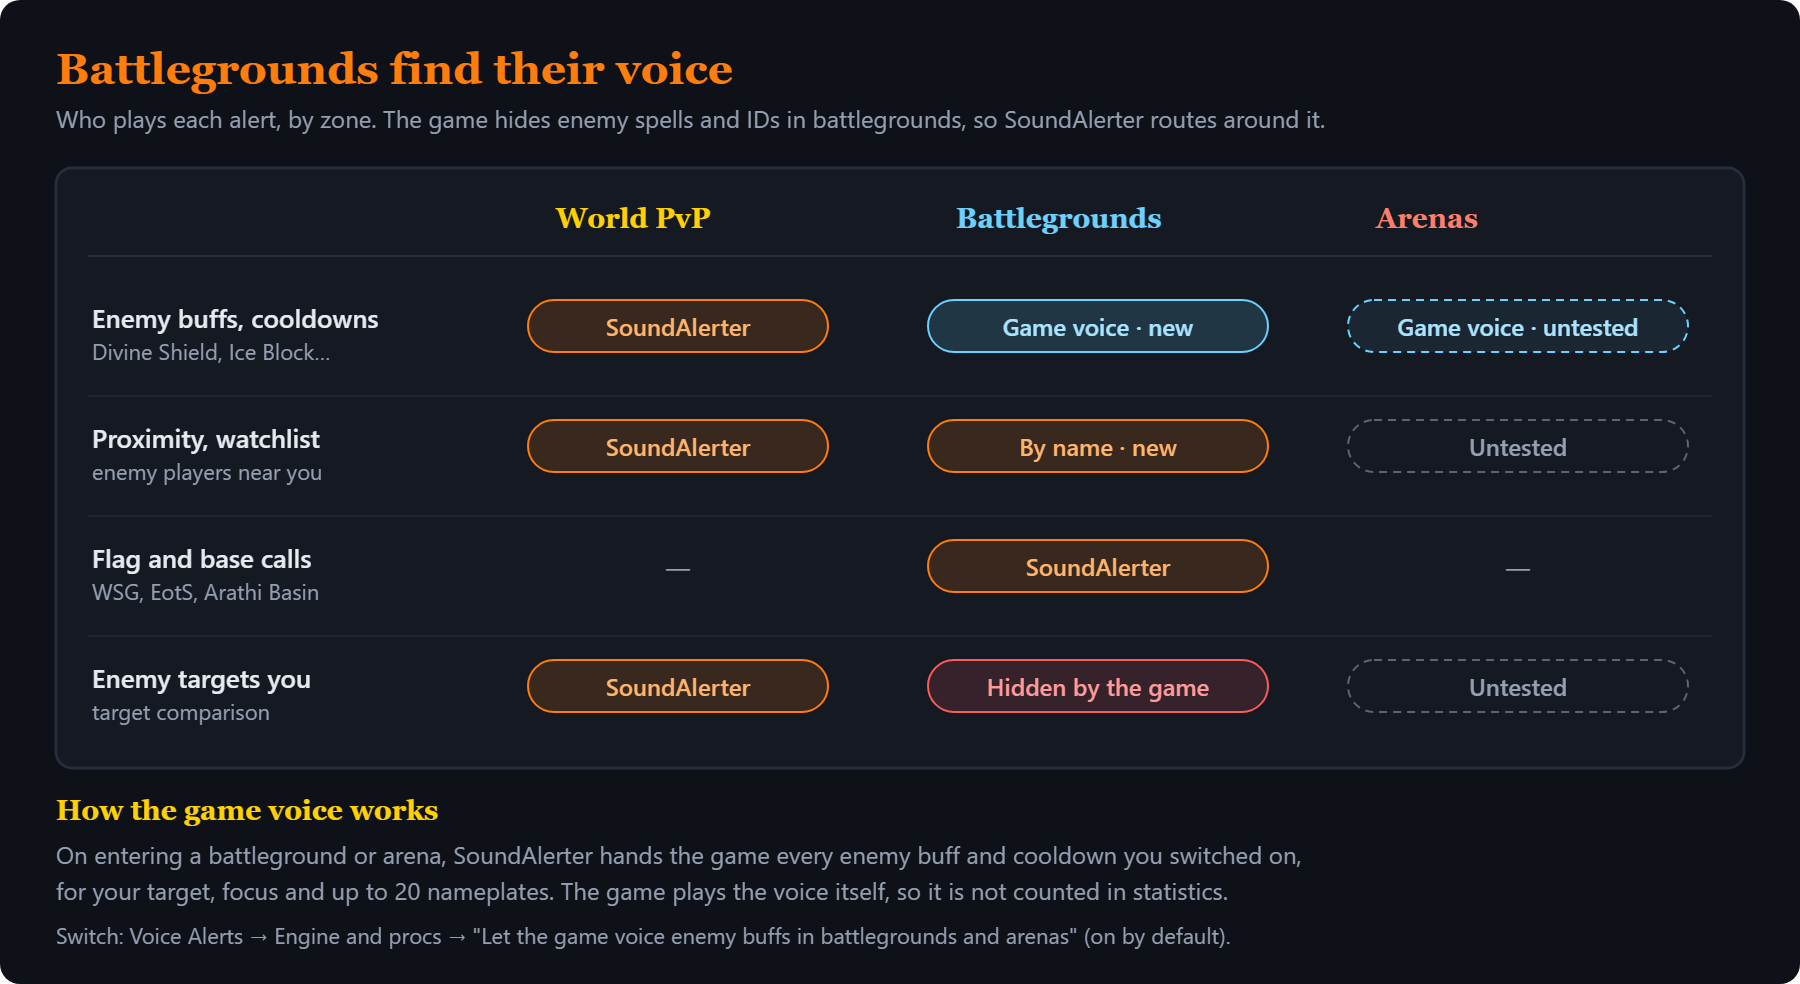 Battlegrounds find their voice
Who plays each alert, by zone. The game hides enemy spells and IDs in battlegrounds, so SoundAlerter routes around it.
World PvP
Battlegrounds
Arenas
Enemy buffs, cooldowns
Divine Shield, Ice Block...
SoundAlerter
Game voice · new
Game voice · untested
Proximity, watchlist
enemy players near you
SoundAlerter
By name · new
Untested
Flag and base calls
WSG, EotS, Arathi Basin
—
SoundAlerter
—
Enemy targets you
target comparison
SoundAlerter
Hidden by the game
Untested
How the game voice works
On entering a battleground or arena, SoundAlerter hands the game every enemy buff and cooldown you switched on,
for your target, focus and up to 20 nameplates. The game plays the voice itself, so it is not counted in statistics.
Switch: Voice Alerts → Engine and procs → "Let the game voice enemy buffs in battlegrounds and arenas" (on by default).